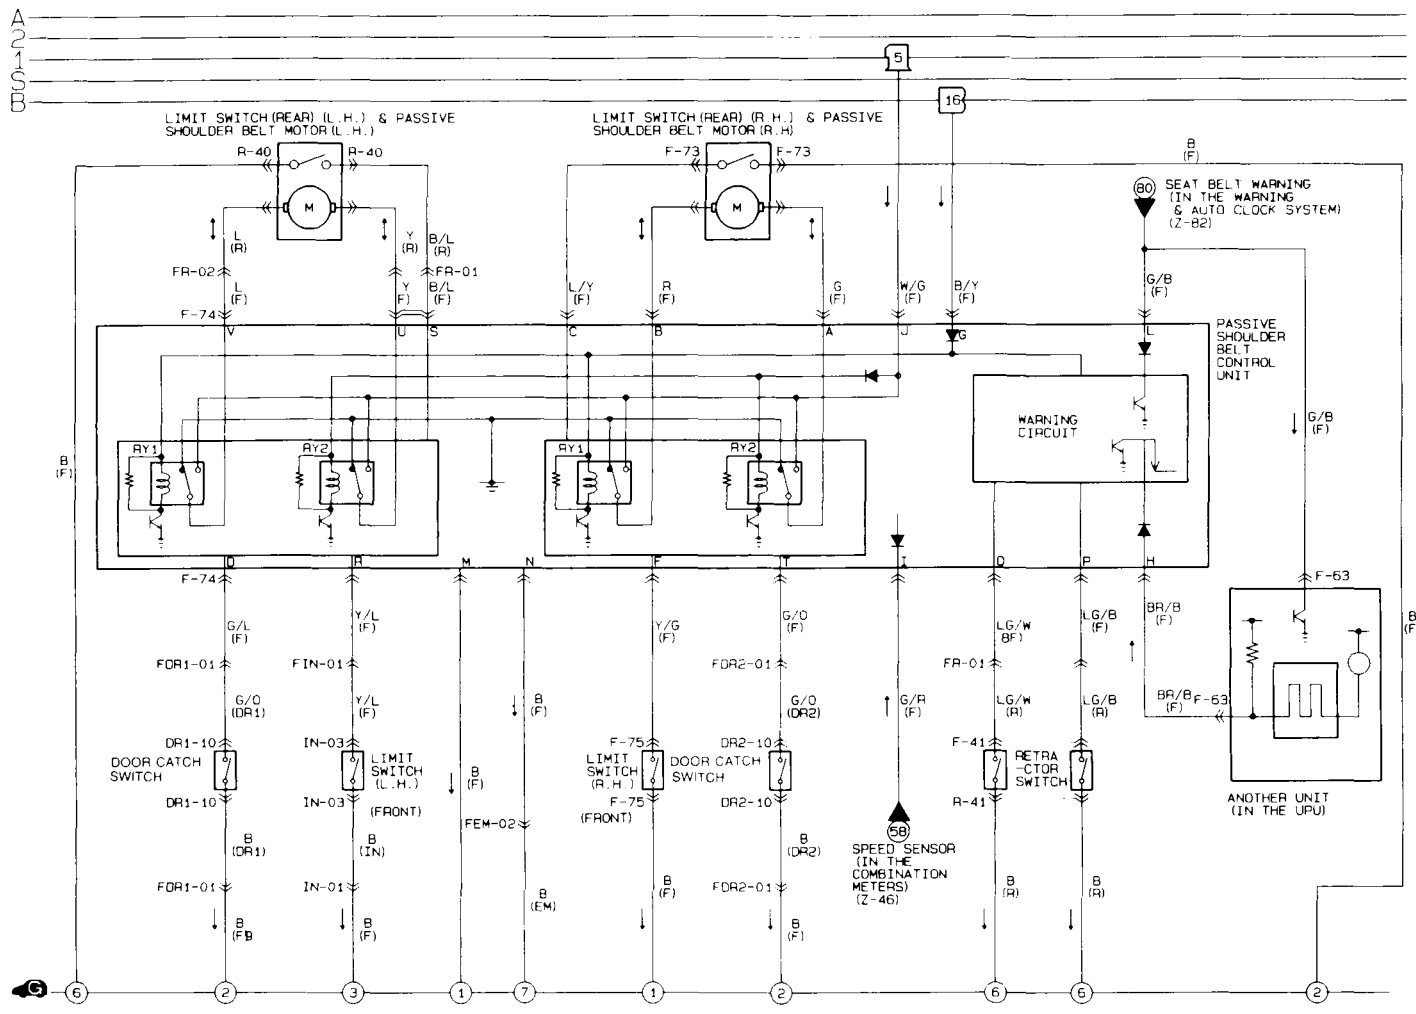 A
2
1
S
B
5
16
LIMIT SWITCH(REAR) (L.H.) & PASSIVE
SHOULDER BELT MOTOR(L.H.)
LIMIT SWITCH(REAR) (R.H.) & PASSIVE
SHOULDER BELT MOTOR(R.H)
R-40 R-40
F-73 F-73
B
(F)
M
M
80
SEAT BELT WARNING
(IN THE WARNING
& AUTO CLOCK SYSTEM)
(Z-82)
L
(R)
Y
(R)
B/L
(R)
FR-02
FR-01
L
(F)
Y
F)
B/L
(F)
L/Y
(F)
R
(F)
G
(F)
W/G
(F)
B/Y
(F)
G/B
(F)
F-74
V U S C B A J G L
PASSIVE
SHOULDER
BELT
CONTROL
UNIT
WARNING
CIRCUIT
G/B
(F)
B
(F)
RY1
RY2
RY1
RY2
O R M N F T I Q P H
F-74
F-63
G/L
(F)
Y/L
(F)
Y/G
(F)
G/O
(F)
LG/W
8F)
LG/B
(F)
BR/B
(F)
B
(F
FDR1-01
FIN-01
FDR2-01
FR-01
G/O
(DR1)
Y/L
(F)
B
(F)
G/O
(DR2)
G/R
(F)
LG/W
(R)
LG/B
(R)
BR/B
(F)
F-63
DR1-10
IN-03
F-75
DR2-10
F-41
DOOR CATCH
SWITCH
LIMIT
SWITCH
(L.H.)
(FRONT)
LIMIT
SWITCH
(R.H.)
DOOR CATCH
SWITCH
RETRA
-CTOR
SWITCH
B
(F)
DR1-10
IN-03
F-75
(FRONT)
DR2-10
R-41
ANOTHER UNIT
(IN THE UPU)
FEM-02
58
SPEED SENSOR
(IN THE
COMBINATION
METERS)
(Z-46)
B
(DR1)
B
(IN)
B
(DR2)
FDR1-01
IN-01
B
(EM)
B
(F)
FDR2-01
B
(R)
B
(R)
B
(F)B
B
(F)
B
(F)
G
6 2 3 1 7 1 2 6 6 2